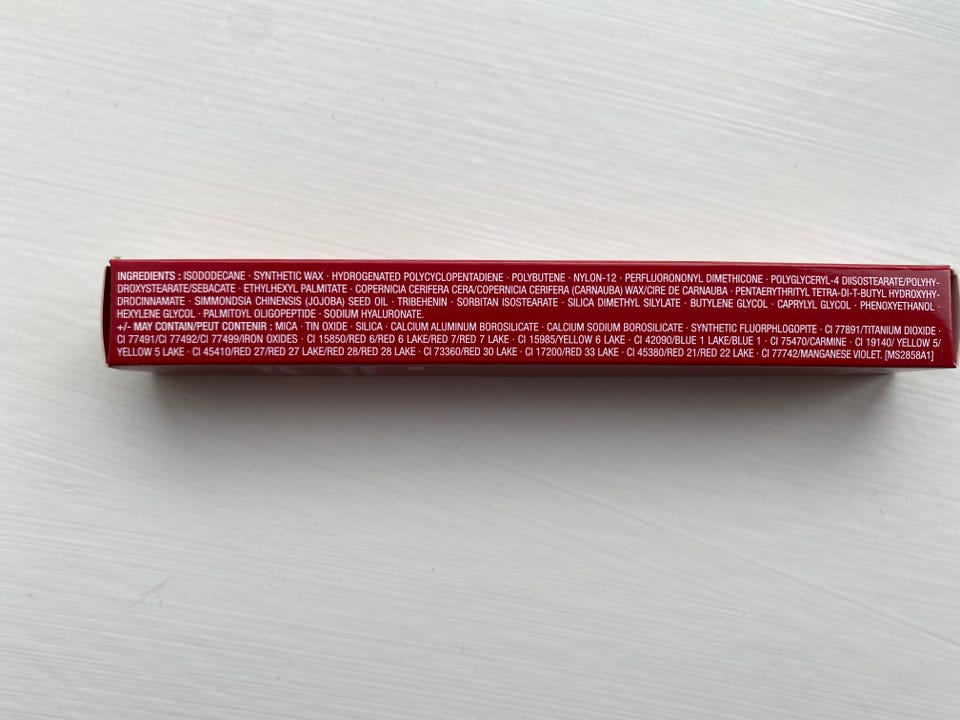 INGREDIENTS : ISODODECANE · SYNTHETIC WAX · HYDROGENATED POLYCYCLOPENTADIENE · POLYBUTENE · NYLON-12 · PERFLUORONONYL DIMETHICONE · POLYGLYCERYL-4 DIISOSTEARATE/POLYHY-
DROXYSTEARATE/SEBACATE · ETHYLHEXYL PALMITATE · COPERNICIA CERIFERA CERA/COPERNICIA CERIFERA (CARNAUBA) WAX/CIRE DE CARNAUBA · PENTAERYTHRITYL TETRA-DI-T-BUTYL HYDROXYHY-
DROCINNAMATE · SIMMONDSIA CHINENSIS (JOJOBA) SEED OIL · TRIBEHENIN · SORBITAN ISOSTEARATE · SILICA DIMETHYL SILYLATE · BUTYLENE GLYCOL · CAPRYLYL GLYCOL · PHENOXYETHANOL ·
HEXYLENE GLYCOL · PALMITOYL OLIGOPEPTIDE · SODIUM HYALURONATE.
+/- MAY CONTAIN/PEUT CONTENIR : MICA · TIN OXIDE · SILICA · CALCIUM ALUMINUM BOROSILICATE · CALCIUM SODIUM BOROSILICATE · SYNTHETIC FLUORPHLOGOPITE · CI 77891/TITANIUM DIOXIDE ·
CI 77491/CI 77492/CI 77499/IRON OXIDES · CI 15850/RED 6/RED 6 LAKE/RED 7/RED 7 LAKE · CI 15985/YELLOW 6 LAKE · CI 42090/BLUE 1 LAKE/BLUE 1 · CI 75470/CARMINE · CI 19140/ YELLOW 5/
YELLOW 5 LAKE · CI 45410/RED 27/RED 27 LAKE/RED 28/RED 28 LAKE · CI 73360/RED 30 LAKE · CI 17200/RED 33 LAKE · CI 45380/RED 21/RED 22 LAKE · CI 77742/MANGANESE VIOLET. [MS2858A1]